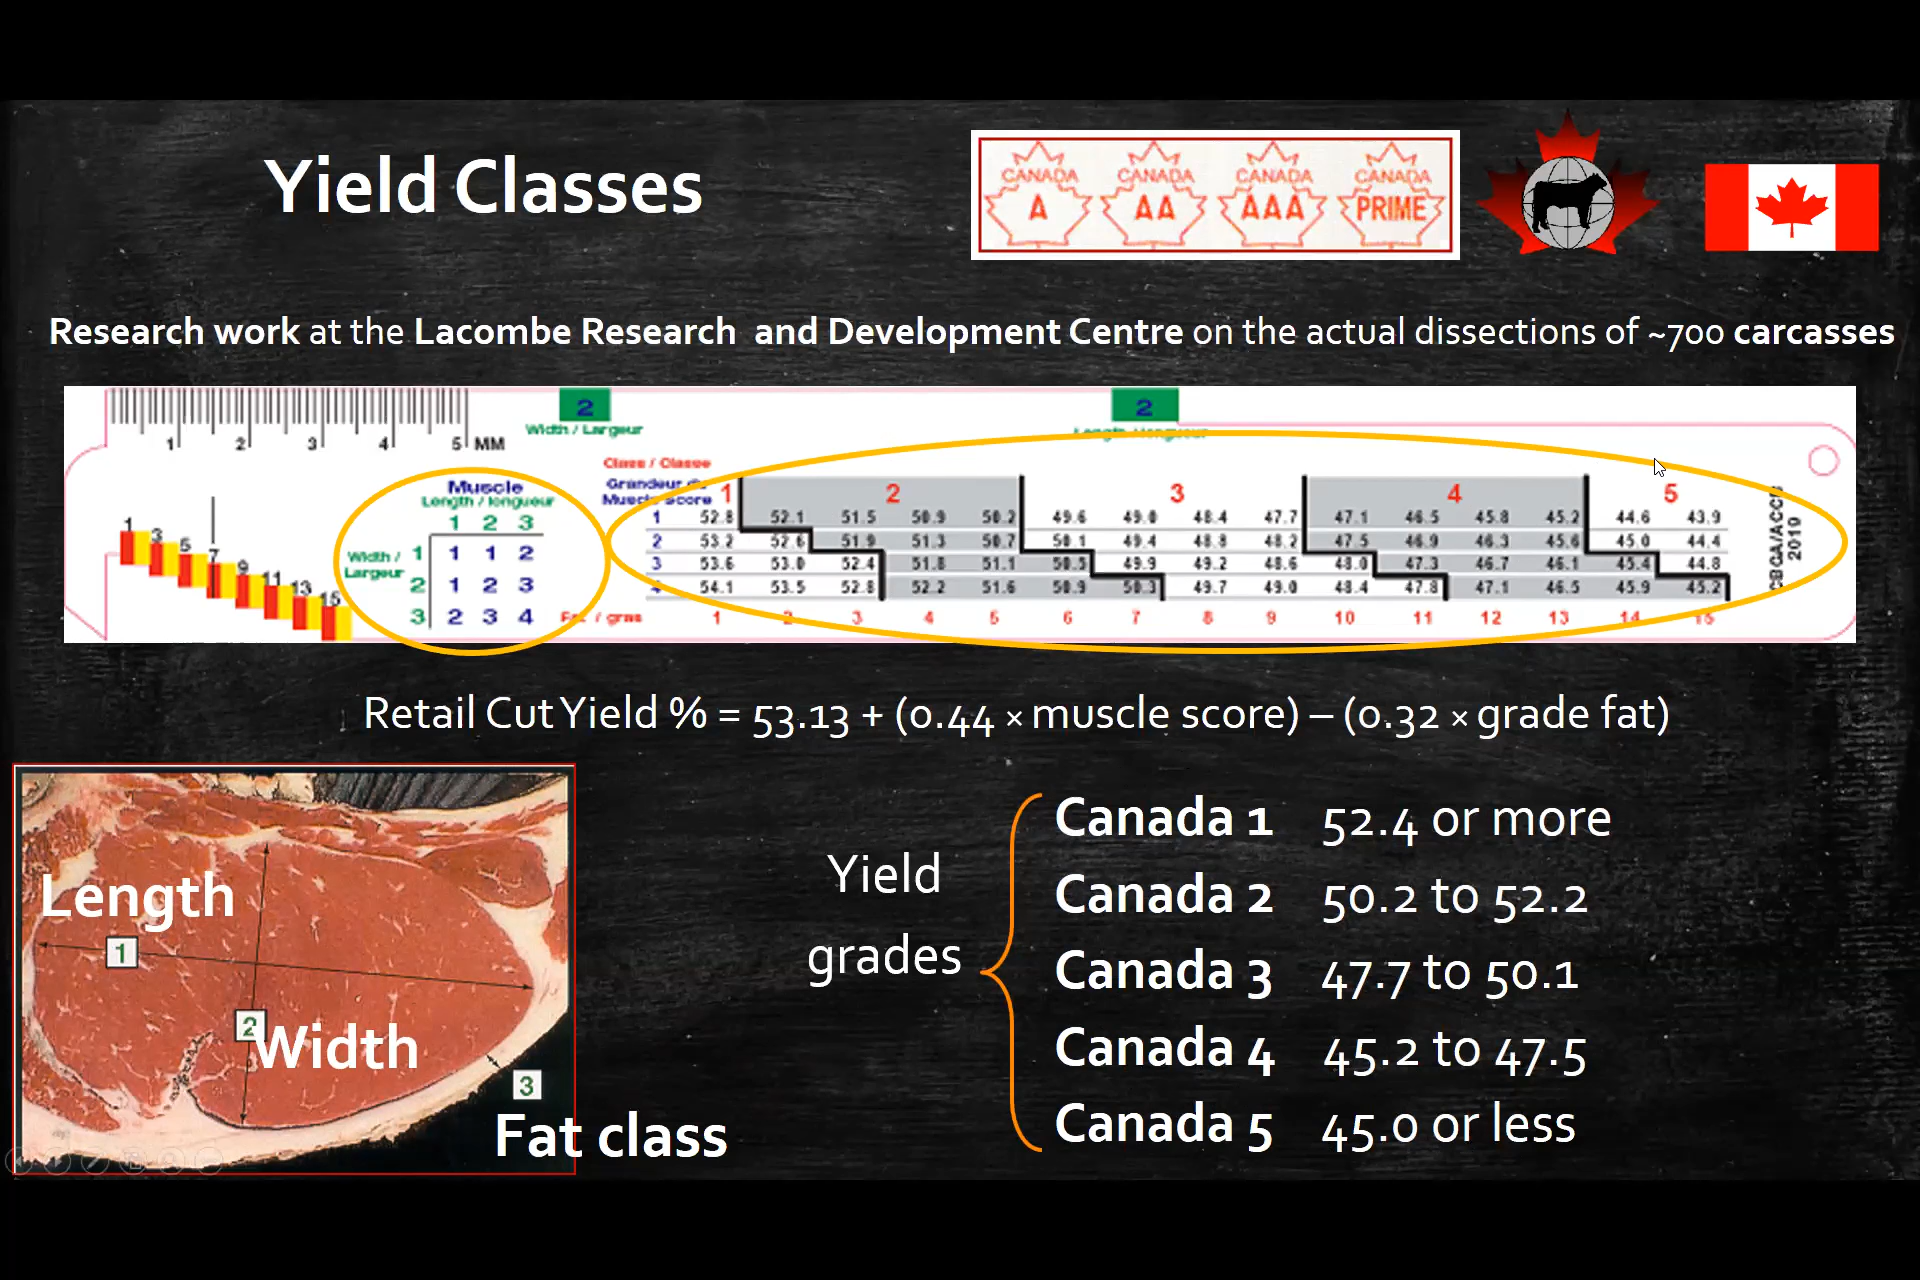 Yield Classes
CANADA A
CANADA AA
CANADA AAA
CANADA PRIME
Research work at the Lacombe Research and Development Centre on the actual dissections of ~700 carcasses
1 2 3 4 5 MM
2
Width / Largeur
2
1 3 5 7 9 11 13 15
Muscle
Length / longueur
1 2 3
Width / Largeur
1 1 1 2
2 1 2 3
3 2 3 4
Class / Classe
1 2 3 4 5
Muscle score
1 52.8 52.1 51.5 50.9 50.2 49.6 49.0 48.4 47.7 47.1 46.5 45.8 45.2 44.6 43.9
2 53.2 52.6 51.9 51.3 50.7 50.1 49.4 48.8 48.2 47.5 46.9 46.3 45.6 45.0 44.4
3 53.6 53.0 52.4 51.8 51.1 50.5 49.9 49.2 48.6 48.0 47.3 46.7 46.1 45.4 44.8
4 54.1 53.5 52.8 52.2 51.6 50.9 50.3 49.7 49.0 48.4 47.8 47.1 46.5 45.9 45.2
/ gras 1 2 3 4 5 6 7 8 9 10 11 12 13 14 15
2019
Retail Cut Yield % = 53.13 + (0.44 × muscle score) – (0.32 × grade fat)
Length
1
2
Width
3
Fat class
Yield
grades
Canada 1 52.4 or more
Canada 2 50.2 to 52.2
Canada 3 47.7 to 50.1
Canada 4 45.2 to 47.5
Canada 5 45.0 or less